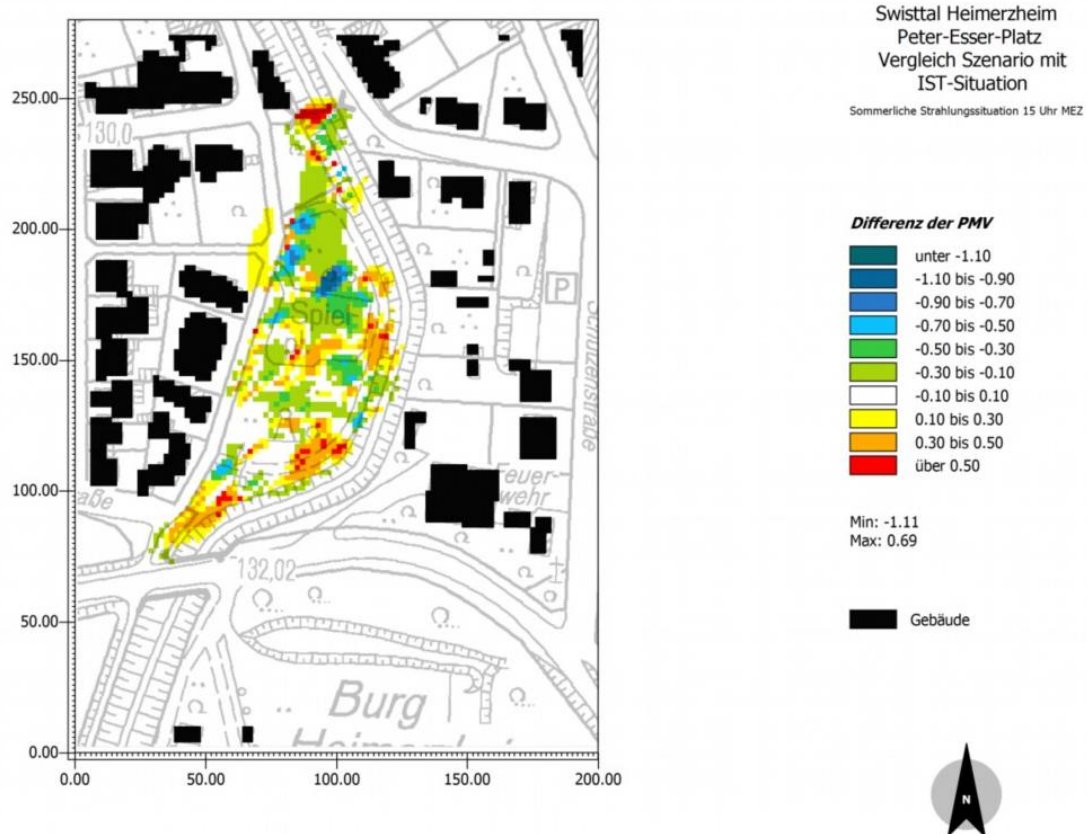 Swisttal Heimerzheim
Peter-Esser-Platz
Vergleich Szenario mit
IST-Situation
Sommerliche Strahlungssituation 15 Uhr MEZ
250.00
200.00
150.00
100.00
50.00
0.00
0.00 50.00 100.00 150.00 200.00
130,0
Spiel
P
Schützenstraße
Feuer-
wehr
aße
132,02
Burg
Differenz der PMV
unter -1.10
-1.10 bis -0.90
-0.90 bis -0.70
-0.70 bis -0.50
-0.50 bis -0.30
-0.30 bis -0.10
-0.10 bis 0.10
0.10 bis 0.30
0.30 bis 0.50
über 0.50
Min: -1.11
Max: 0.69
Gebäude
N